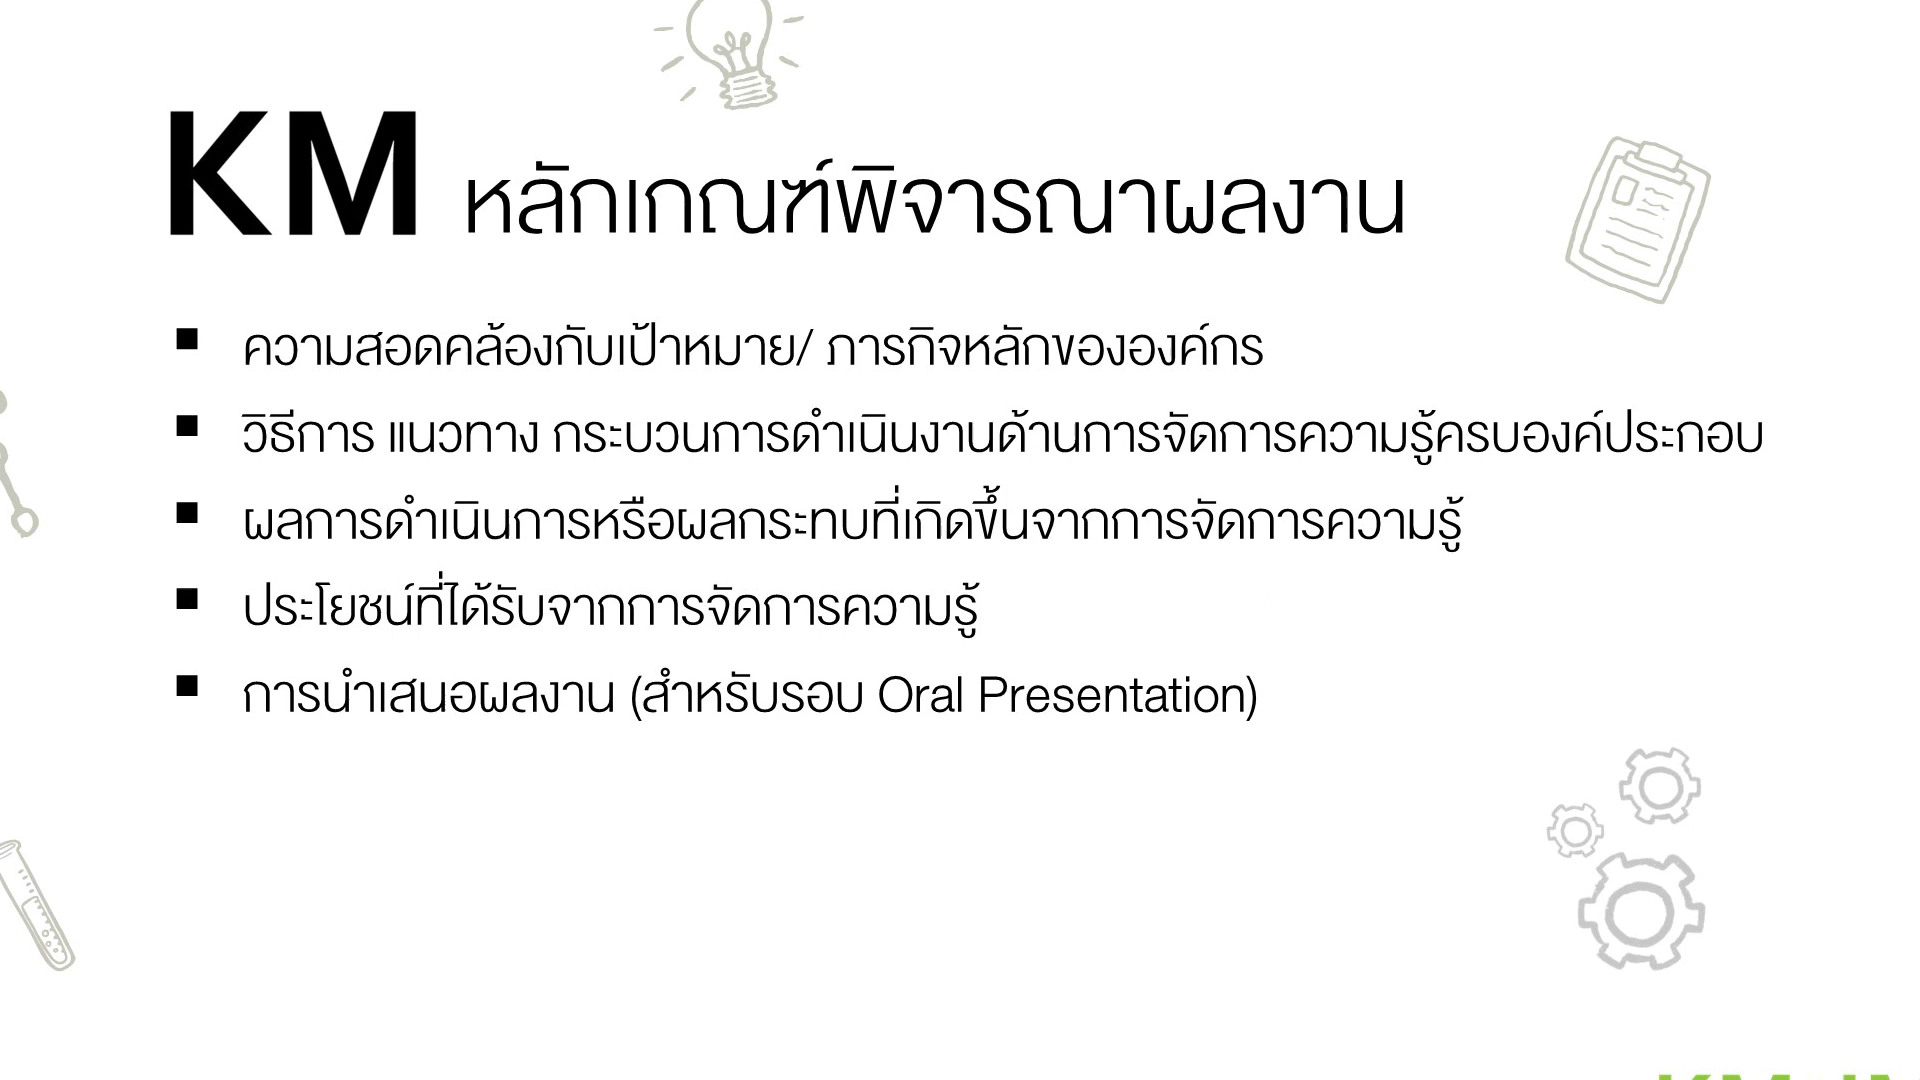 KM หลักเกณฑ์พิจารณาผลงาน
▪ ความสอดคล้องกับเป้าหมาย/ ภารกิจหลักขององค์กร
▪ วิธีการ แนวทาง กระบวนการดำเนินงานด้านการจัดการความรู้ครบองค์ประกอบ
▪ ผลการดำเนินการหรือผลกระทบที่เกิดขึ้นจากการจัดการความรู้
▪ ประโยชน์ที่ได้รับจากการจัดการความรู้
▪ การนำเสนอผลงาน (สำหรับรอบ Oral Presentation)